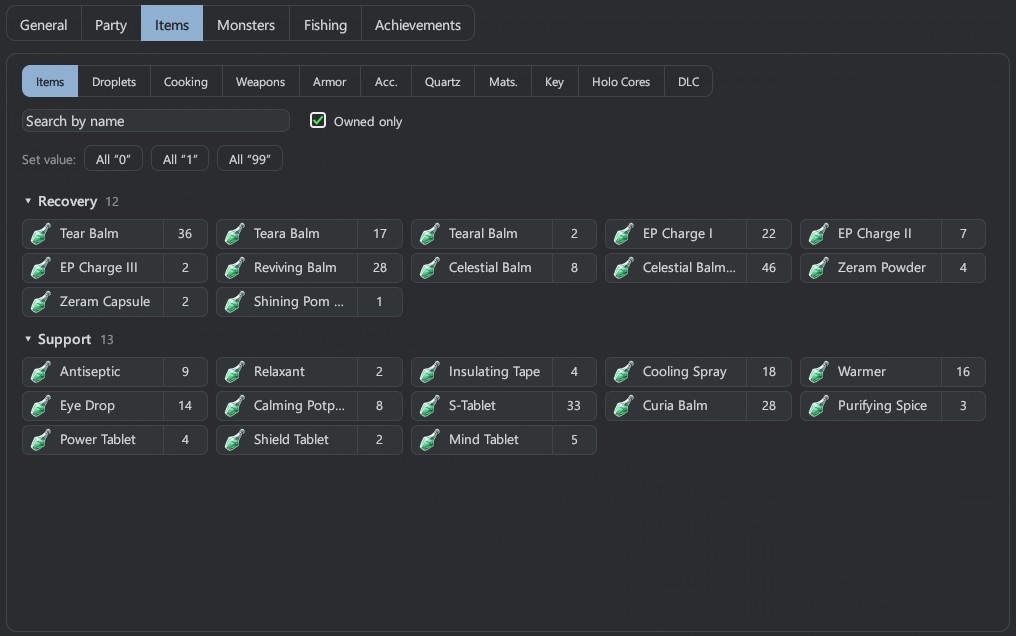 General Party Items Monsters Fishing Achievements
Items Droplets Cooking Weapons Armor Acc. Quartz Mats. Key Holo Cores DLC
Search by name Owned only
Set value: All “0” All “1” All “99”
▾ Recovery 12
Tear Balm 36 Teara Balm 17 Tearal Balm 2 EP Charge I 22 EP Charge II 7
EP Charge III 2 Reviving Balm 28 Celestial Balm 8 Celestial Balm... 46 Zeram Powder 4
Zeram Capsule 2 Shining Pom ... 1
▾ Support 13
Antiseptic 9 Relaxant 2 Insulating Tape 4 Cooling Spray 18 Warmer 16
Eye Drop 14 Calming Potp... 8 S-Tablet 33 Curia Balm 28 Purifying Spice 3
Power Tablet 4 Shield Tablet 2 Mind Tablet 5